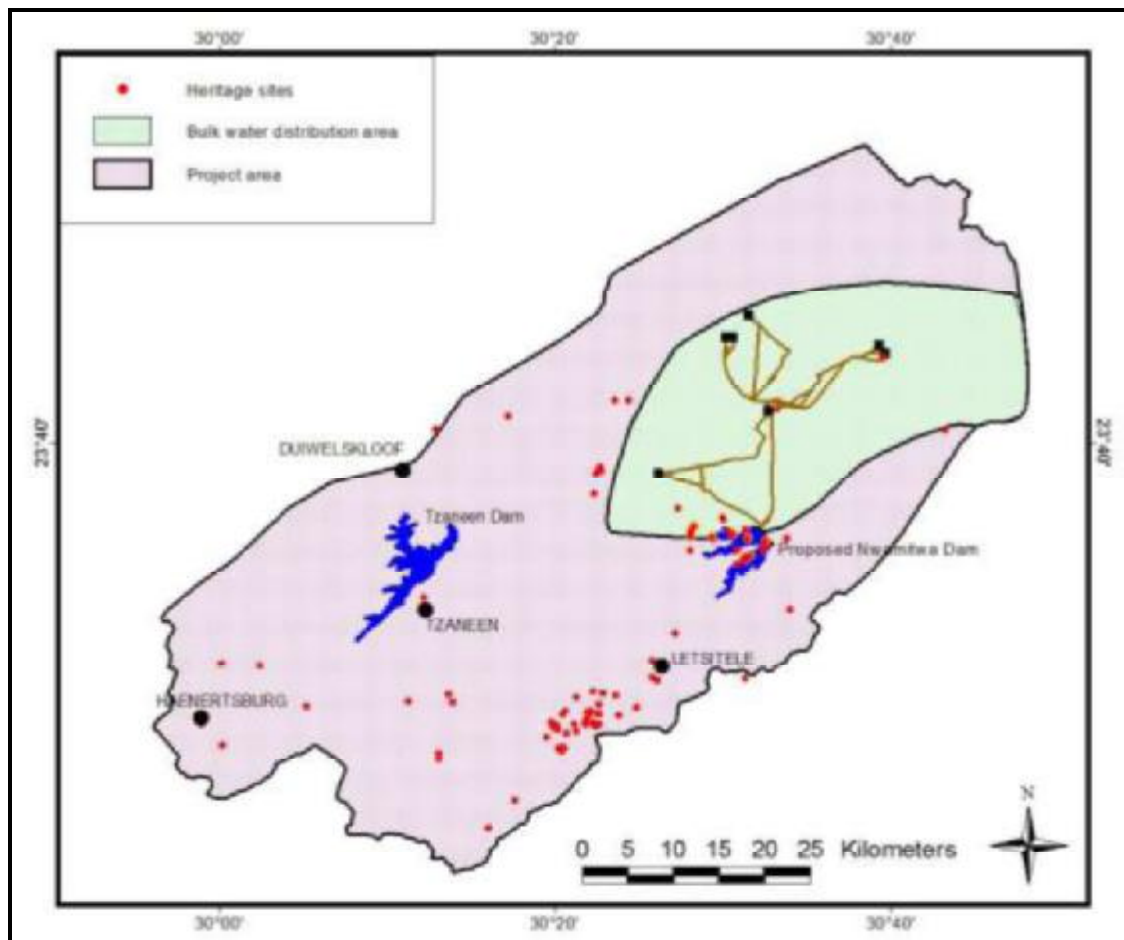 30°00' 30°20' 30°40'
Heritage sites
Bulk water distribution area
Project area
23°40' 23°40'
DUIWELSKLOOF
Tzaneen Dam
Proposed Nwamitwa Dam
TZANEEN
LETSITELE
HAENERTSBURG
N
0 5 10 15 20 25 Kilometers
30°00' 30°20' 30°40'